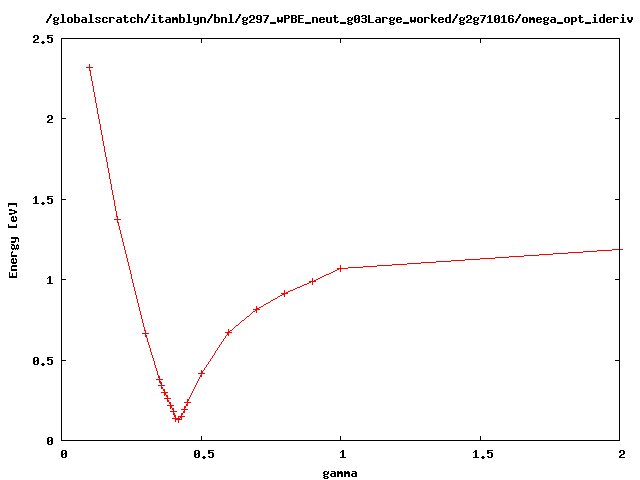 /globalscratch/itamblyn/bnl/g297_wPBE_neut_g03Large_worked/g2g71016/omega_opt_ideriv
2.5
2
1.5
1
0.5
0
Energy [eV]
0 0.5 1 1.5 2
gamma